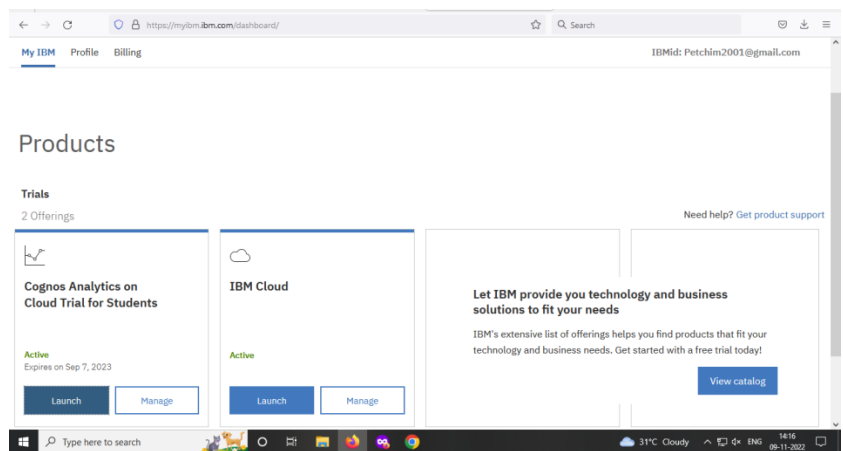 https://myibm.ibm.com/dashboard/
Search
My IBM Profile Billing
IBMid: Petchim2001@gmail.com
Products
Trials
2 Offerings
Need help? Get product support
Cognos Analytics on
Cloud Trial for Students
Active
Expires on Sep 7, 2023
Launch Manage
IBM Cloud
Active
Launch Manage
Let IBM provide you technology and business
solutions to fit your needs
IBM's extensive list of offerings helps you find products that fit your
technology and business needs. Get started with a free trial today!
View catalog
Type here to search
31°C Cloudy
ENG
14:16
09-11-2022